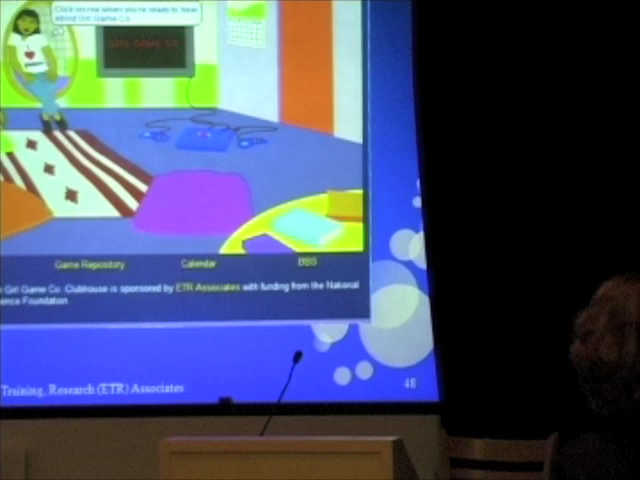 Click on me when you're ready to hear
about Girl Game Co.
GIRL GAME CO
Game Repository Calendar BBS
Girl Game Co. Clubhouse is sponsored by ETR Associates with funding from the National
ence Foundation
Training, Research (ETR) Associates
48